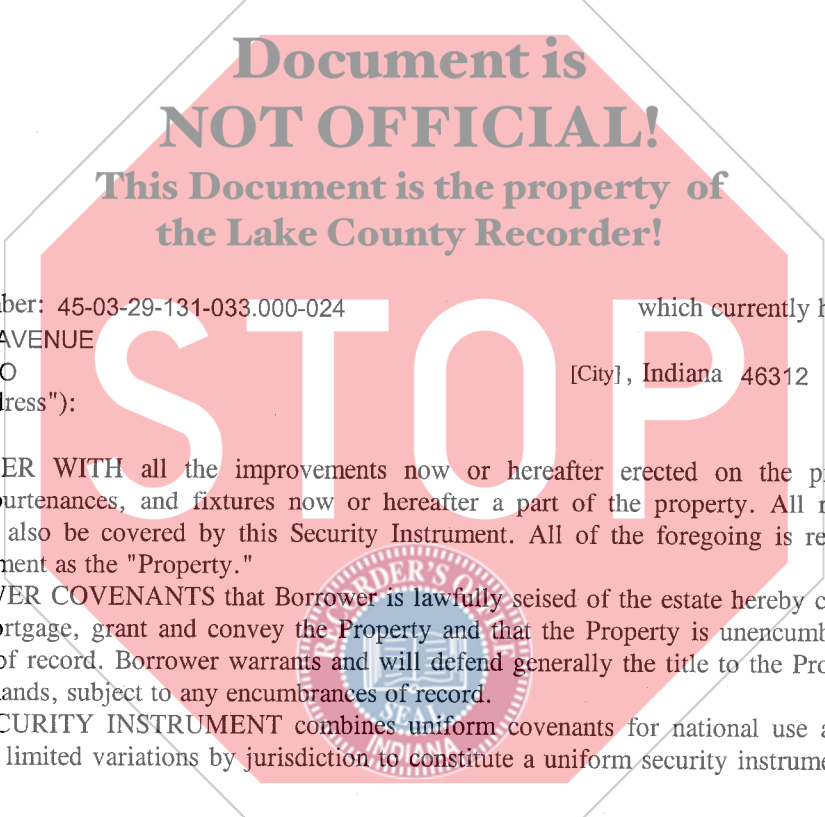 Document is
NOT OFFICIAL!
This Document is the property of
the Lake County Recorder!
STOP
ber: 45-03-29-131-033.000-024 which currently h
AVENUE
O [City], Indiana 46312
lress"):
ER WITH all the improvements now or hereafter erected on the p
urtenances, and fixtures now or hereafter a part of the property. All r
also be covered by this Security Instrument. All of the foregoing is re
ment as the "Property."
VER COVENANTS that Borrower is lawfully seised of the estate hereby c
ortgage, grant and convey the Property and that the Property is unencumb
of record. Borrower warrants and will defend generally the title to the Pro
ands, subject to any encumbrances of record.
CURITY INSTRUMENT combines uniform covenants for national use a
limited variations by jurisdiction to constitute a uniform security instrume
RECORDER'S OFFICE
SEAL
INDIANA